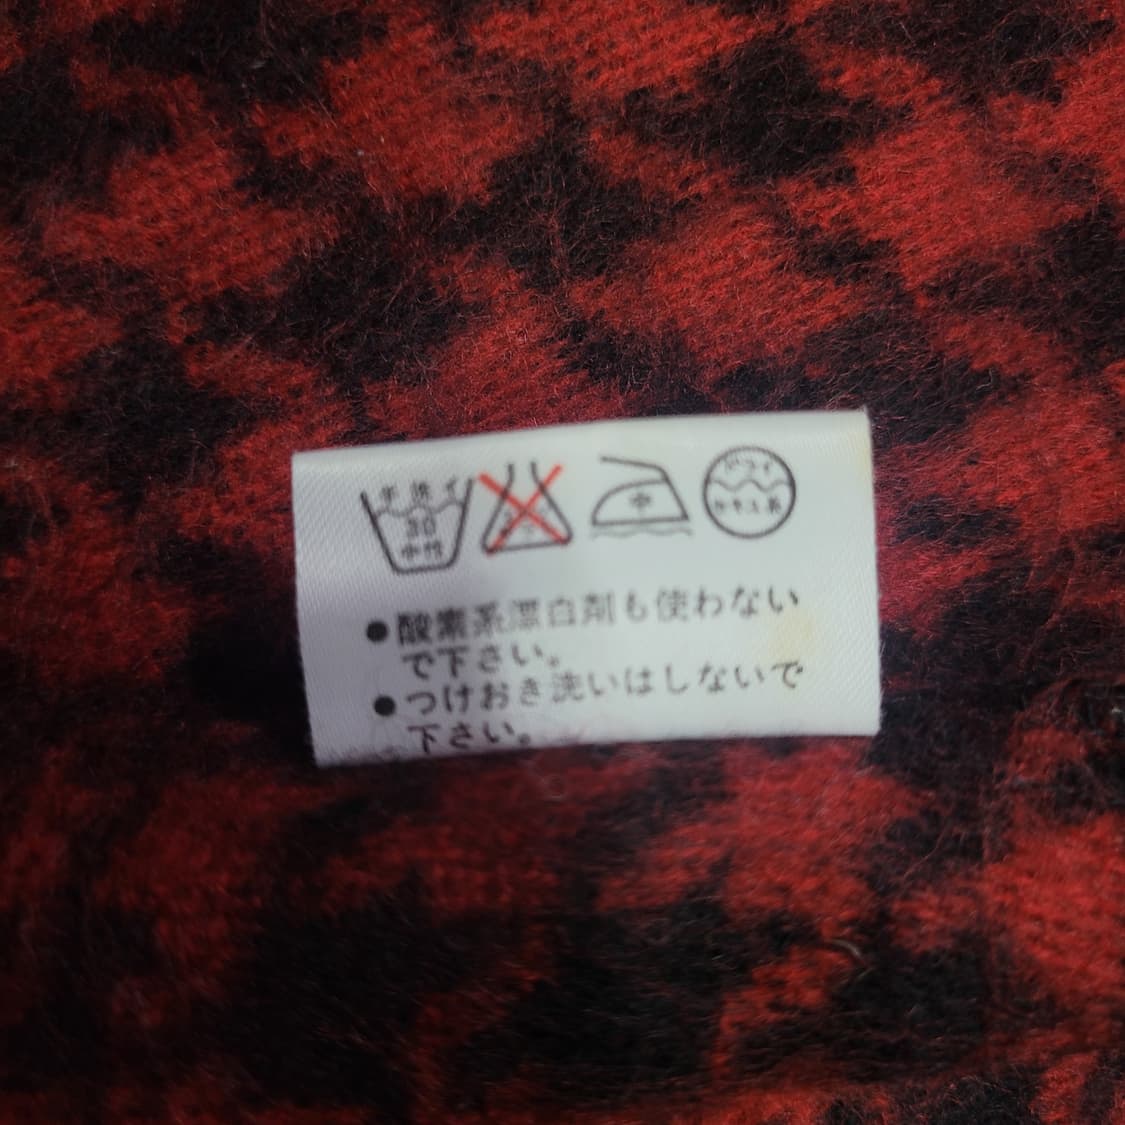 手洗イ
30
中性
中
ドライ
セキユ系
●酸素系漂白剤も使わない
で下さい。
●つけおき洗いはしないで
下さい。